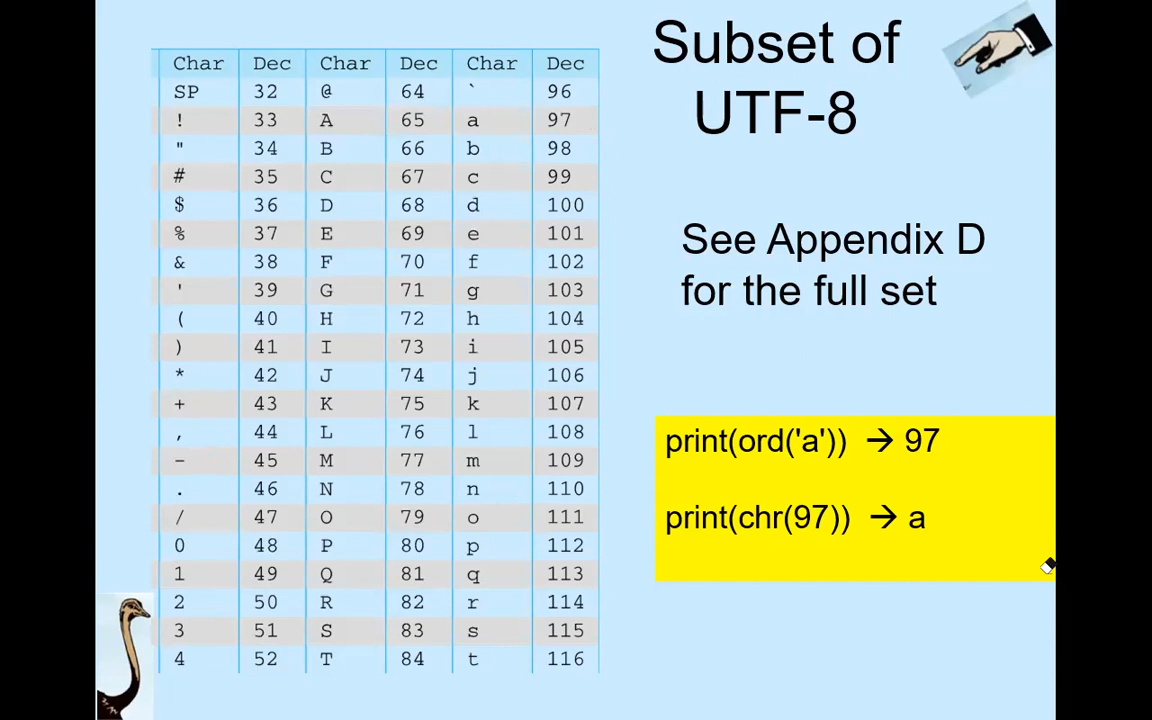 Subset of
UTF-8
Char Dec Char Dec Char Dec
SP 32 @ 64 ` 96
! 33 A 65 a 97
" 34 B 66 b 98
# 35 C 67 c 99
$ 36 D 68 d 100
% 37 E 69 e 101
& 38 F 70 f 102
' 39 G 71 g 103
( 40 H 72 h 104
) 41 I 73 i 105
* 42 J 74 j 106
+ 43 K 75 k 107
, 44 L 76 l 108
- 45 M 77 m 109
. 46 N 78 n 110
/ 47 O 79 o 111
0 48 P 80 p 112
1 49 Q 81 q 113
2 50 R 82 r 114
3 51 S 83 s 115
4 52 T 84 t 116
See Appendix D
for the full set
print(ord('a')) → 97
print(chr(97)) → a